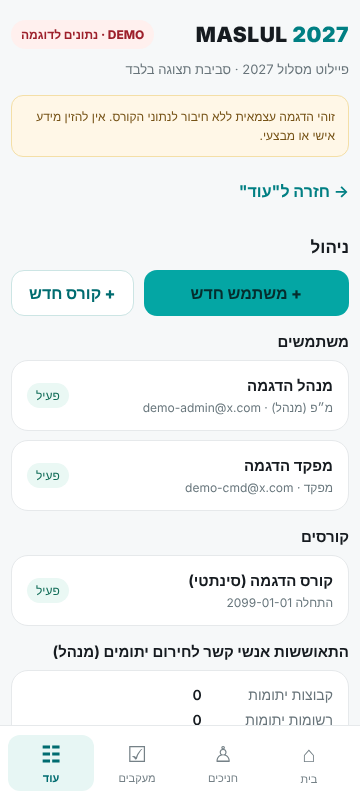 MASLUL 2027
DEMO · נתונים לדוגמה
פיילוט מסלול 2027 · סביבת תצוגה בלבד
זוהי הדגמה עצמאית ללא חיבור לנתוני הקורס. אין להזין מידע
אישי או מבצעי.
→ חזרה ל"עוד"
ניהול
+ משתמש חדש
+ קורס חדש
משתמשים
מנהל הדגמה
מ״פ (מנהל) · demo-admin@x.com
פעיל
מפקד הדגמה
מפקד · demo-cmd@x.com
פעיל
קורסים
קורס הדגמה (סינתטי)
התחלה 2099-01-01
פעיל
התאוששות אנשי קשר לחירום יתומים (מנהל)
קבוצות יתומות 0
רשומות יתומות 0
בית
חניכים
מעקבים
עוד